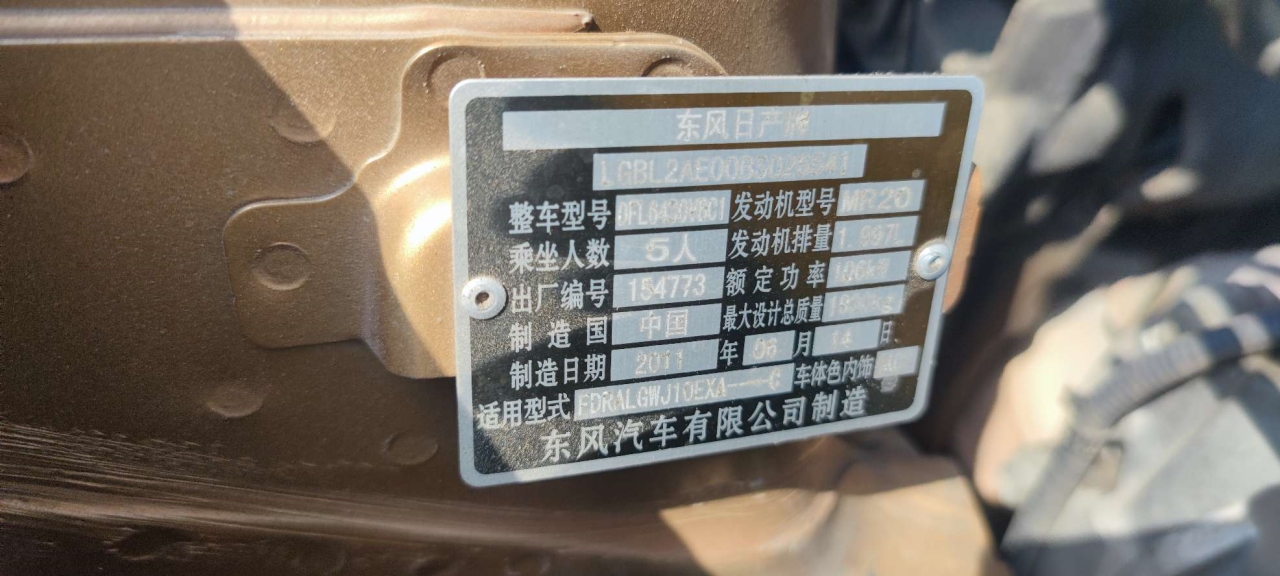 东风日产牌
整车型号 发动机型号 MR20
乘坐人数 5人 发动机排量 1.997L
出厂编号 154773 额定功率 106kW
制造国 中国 最大设计总质量
制造日期 2011 年 06 月 14 日
适用型式 FDRALGWJ10EXA----C 车体色内饰
东风汽车有限公司制造